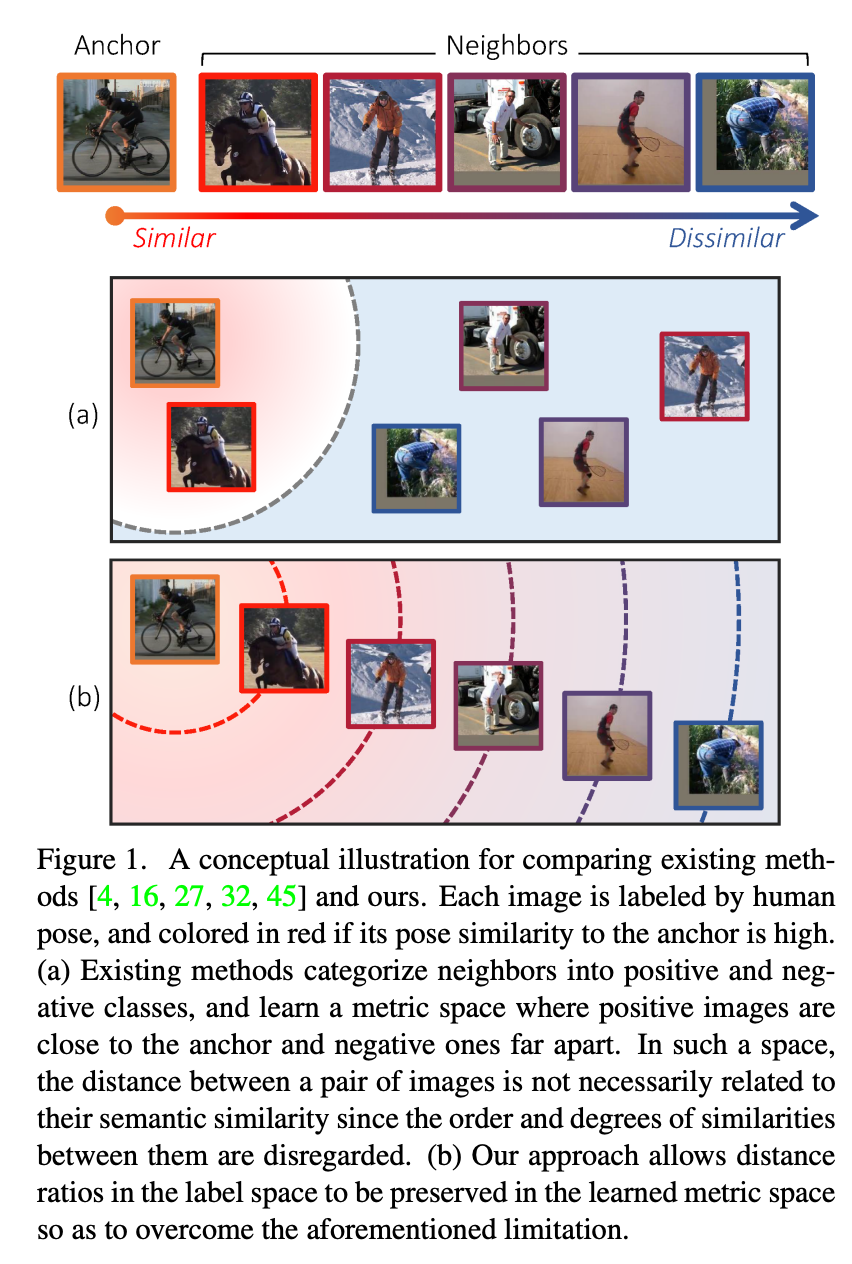 Anchor
Neighbors
Similar
Dissimilar
(a)
(b)
Figure 1. A conceptual illustration for comparing existing meth-
ods [4, 16, 27, 32, 45] and ours. Each image is labeled by human
pose, and colored in red if its pose similarity to the anchor is high.
(a) Existing methods categorize neighbors into positive and neg-
ative classes, and learn a metric space where positive images are
close to the anchor and negative ones far apart. In such a space,
the distance between a pair of images is not necessarily related to
their semantic similarity since the order and degrees of similarities
between them are disregarded. (b) Our approach allows distance
ratios in the label space to be preserved in the learned metric space
so as to overcome the aforementioned limitation.